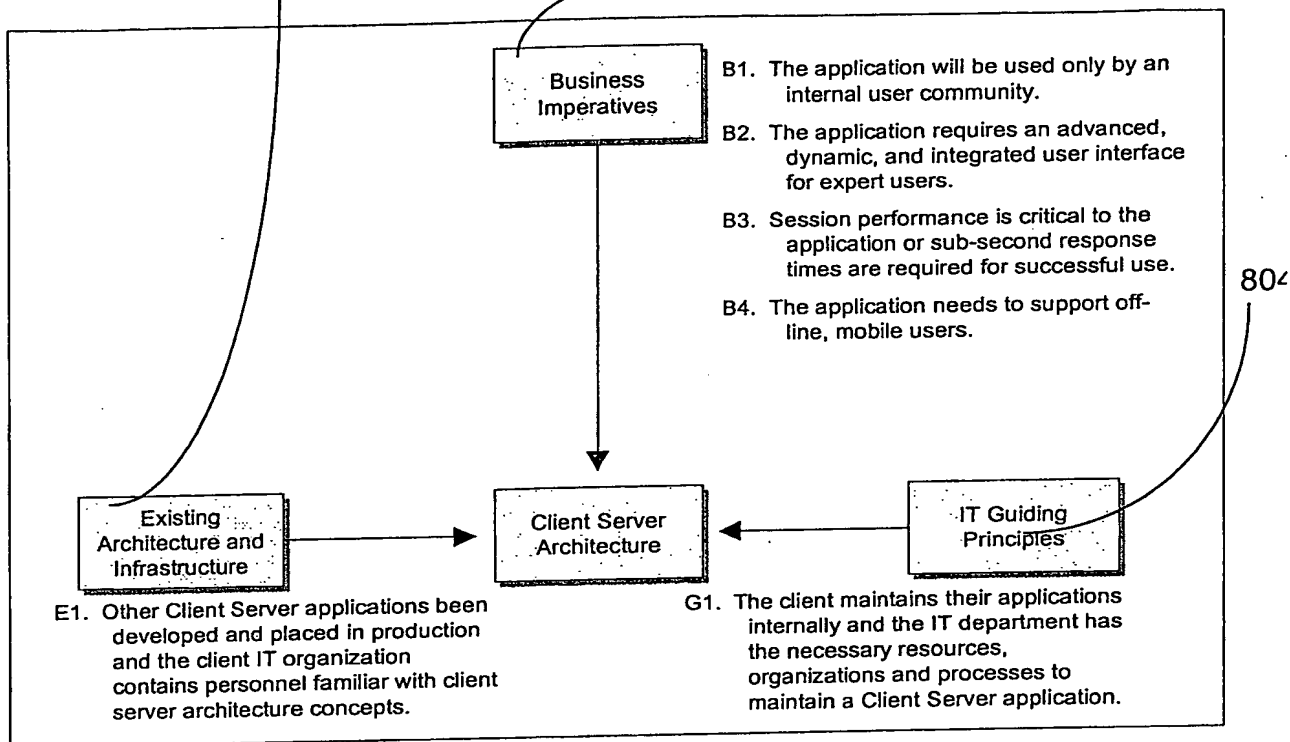 Business
Imperatives
B1. The application will be used only by an
internal user community.
B2. The application requires an advanced,
dynamic, and integrated user interface
for expert users.
B3. Session performance is critical to the
application or sub-second response
times are required for successful use.
B4. The application needs to support off-
line, mobile users.
804
Existing
Architecture and
Infrastructure
Client Server
Architecture
IT Guiding
Principles
E1. Other Client Server applications been
developed and placed in production
and the client IT organization
contains personnel familiar with client
server architecture concepts.
G1. The client maintains their applications
internally and the IT department has
the necessary resources,
organizations and processes to
maintain a Client Server application.